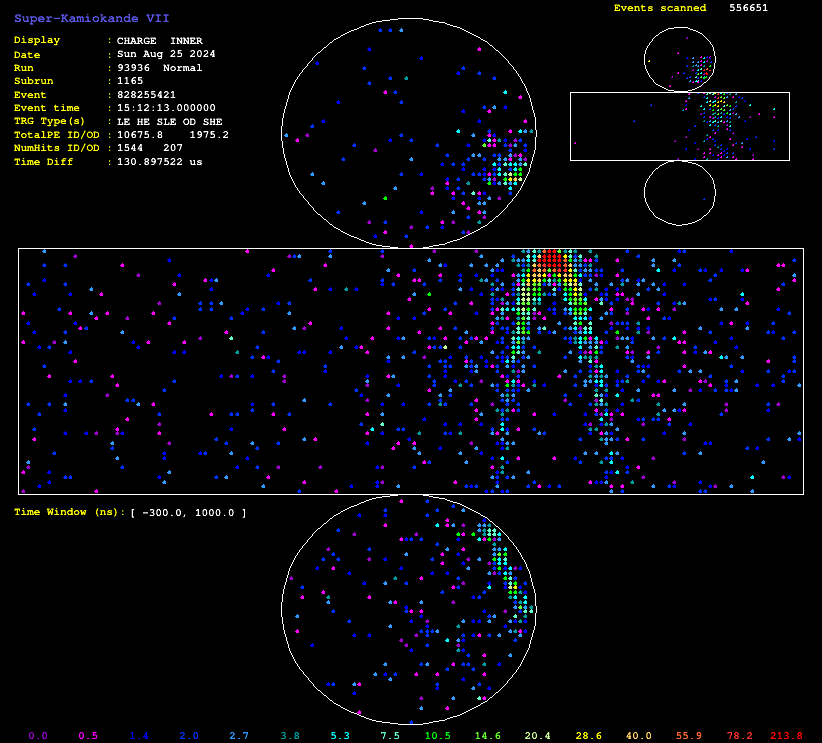 Super-Kamiokande VII
Events scanned 556651
Display : CHARGE INNER
Date : Sun Aug 25 2024
Run : 93936 Normal
Subrun : 1165
Event : 828255421
Event time : 15:12:13.000000
TRG Type(s) : LE HE SLE OD SHE
TotalPE ID/OD : 10675.8 1975.2
NumHits ID/OD : 1544 207
Time Diff : 130.897522 us
Time Window (ns): [ -300.0, 1000.0 ]
0.0 0.5 1.4 2.0 2.7 3.8 5.3 7.5 10.5 14.6 20.4 28.6 40.0 55.9 78.2 213.8